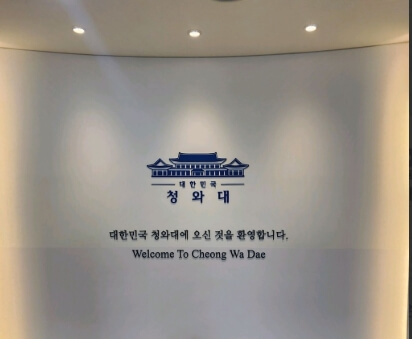 대한민국
청와대
대한민국 청와대에 오신 것을 환영합니다.
Welcome To Cheong Wa Dae